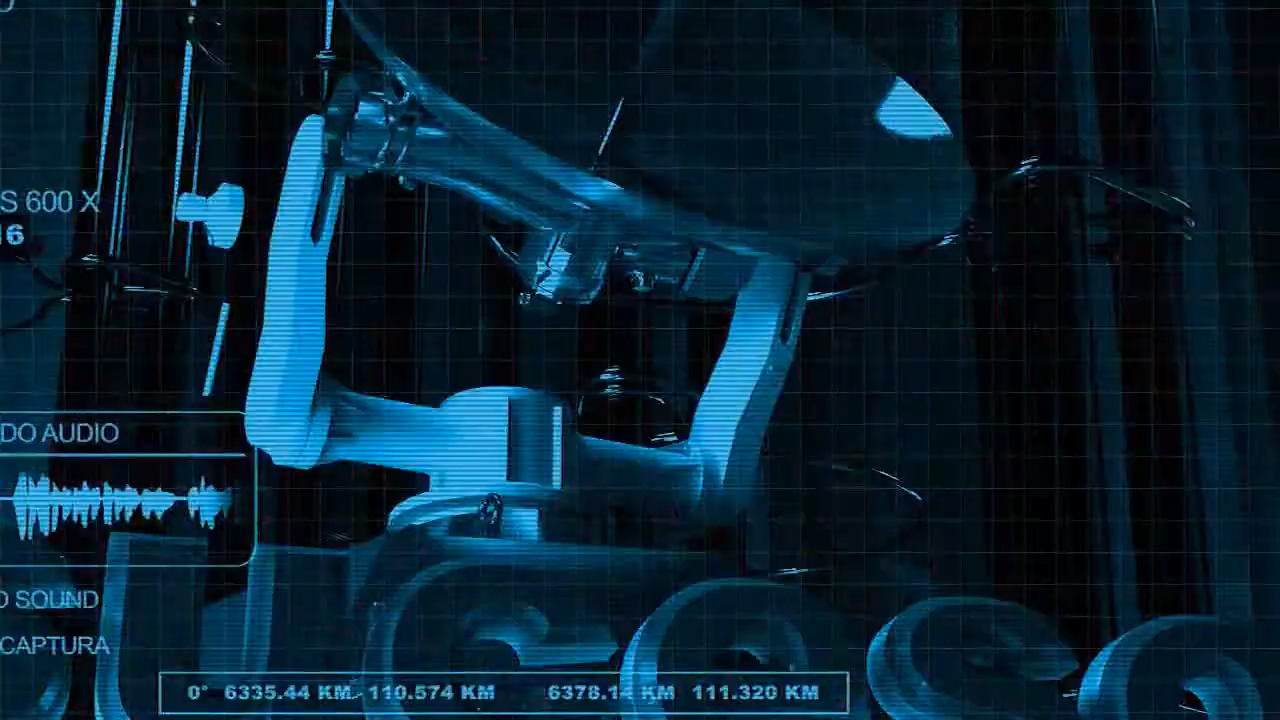 S 600 X
16
DO AUDIO
0° 6335.44 KM 110.574 KM 6378.14 KM 111.320 KM
O SOUND
CAPTURA